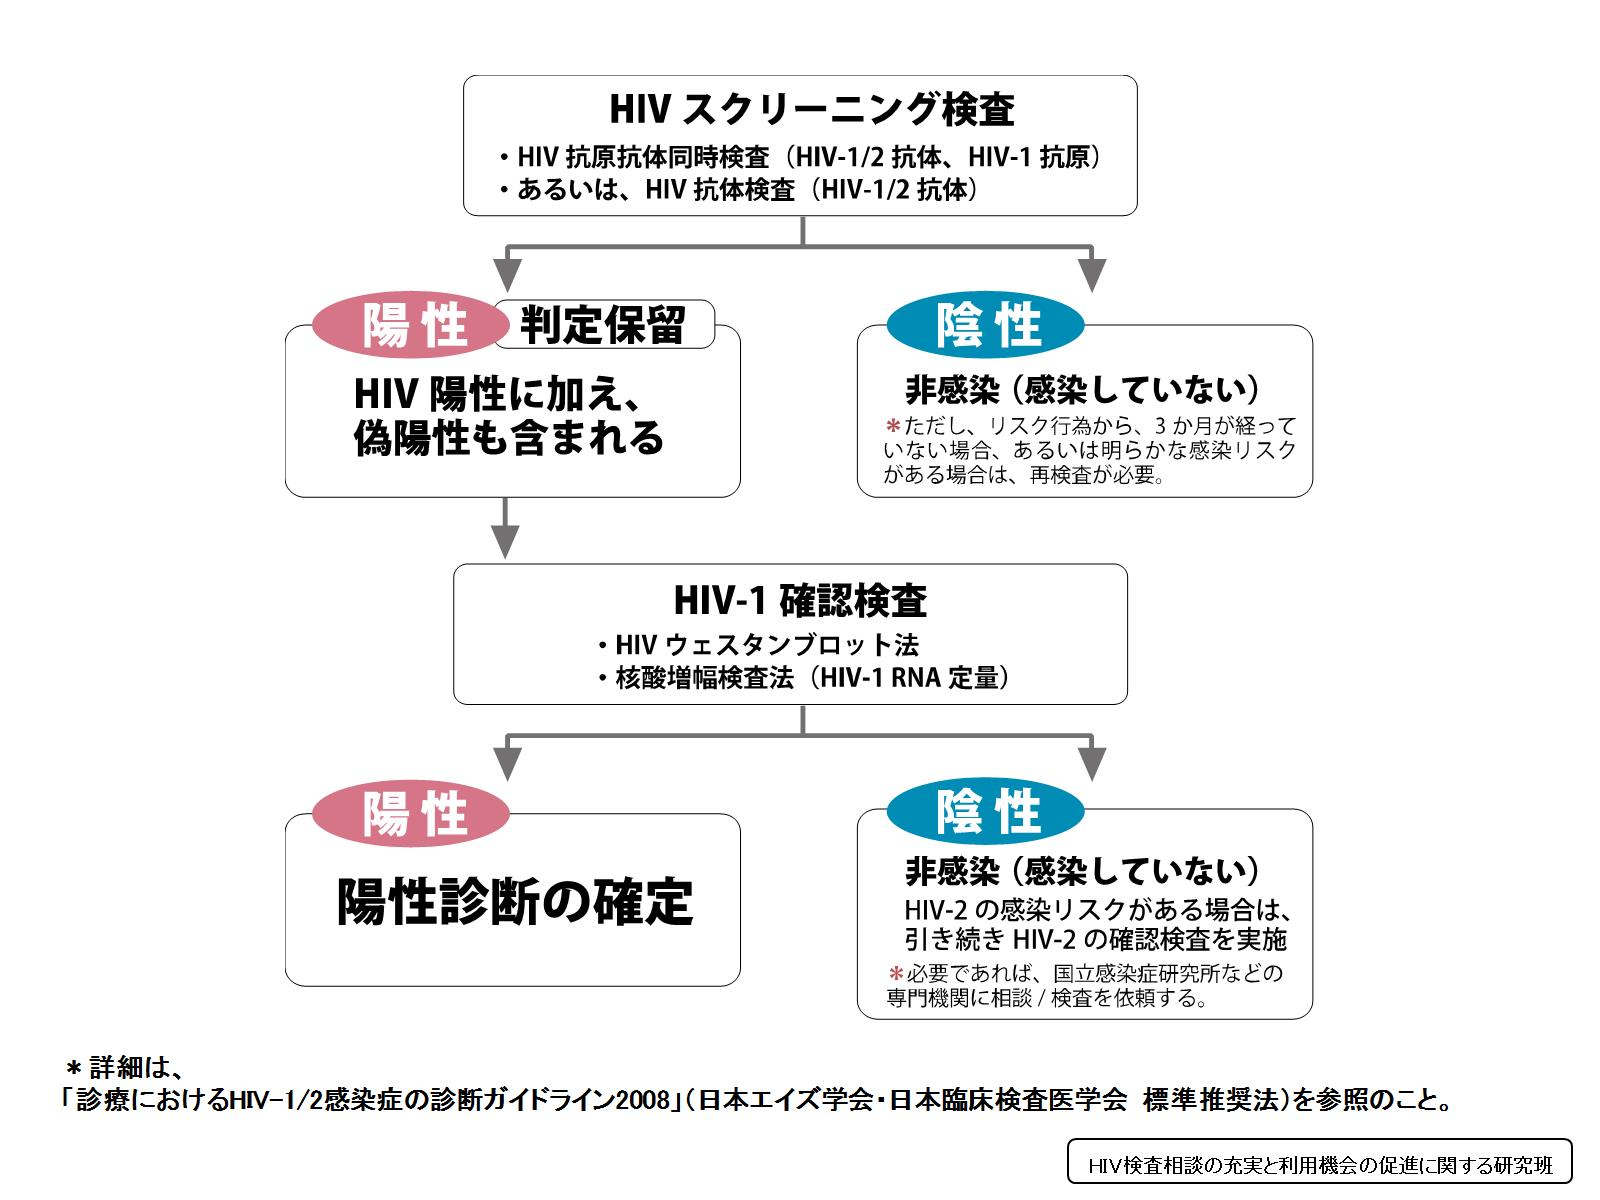 HIV スクリーニング検査
・HIV 抗原抗体同時検査（HIV-1/2 抗体、HIV-1 抗原）
・あるいは、HIV 抗体検査（HIV-1/2 抗体）
陽性
判定保留
HIV 陽性に加え、
偽陽性も含まれる
陰性
非感染（感染していない）
＊ただし、リスク行為から、3 か月が経って
いない場合、あるいは明らかな感染リスク
がある場合は、再検査が必要。
HIV-1 確認検査
・HIV ウェスタンブロット法
・核酸増幅検査法（HIV-1 RNA 定量）
陽性
陽性診断の確定
陰性
非感染（感染していない）
HIV-2 の感染リスクがある場合は、
引き続き HIV-2 の確認検査を実施
＊必要であれば、国立感染症研究所などの
専門機関に相談 / 検査を依頼する。
＊詳細は、
「診療におけるHIV-1/2感染症の診断ガイドライン2008」（日本エイズ学会・日本臨床検査医学会 標準推奨法）を参照のこと。
HIV検査相談の充実と利用機会の促進に関する研究班